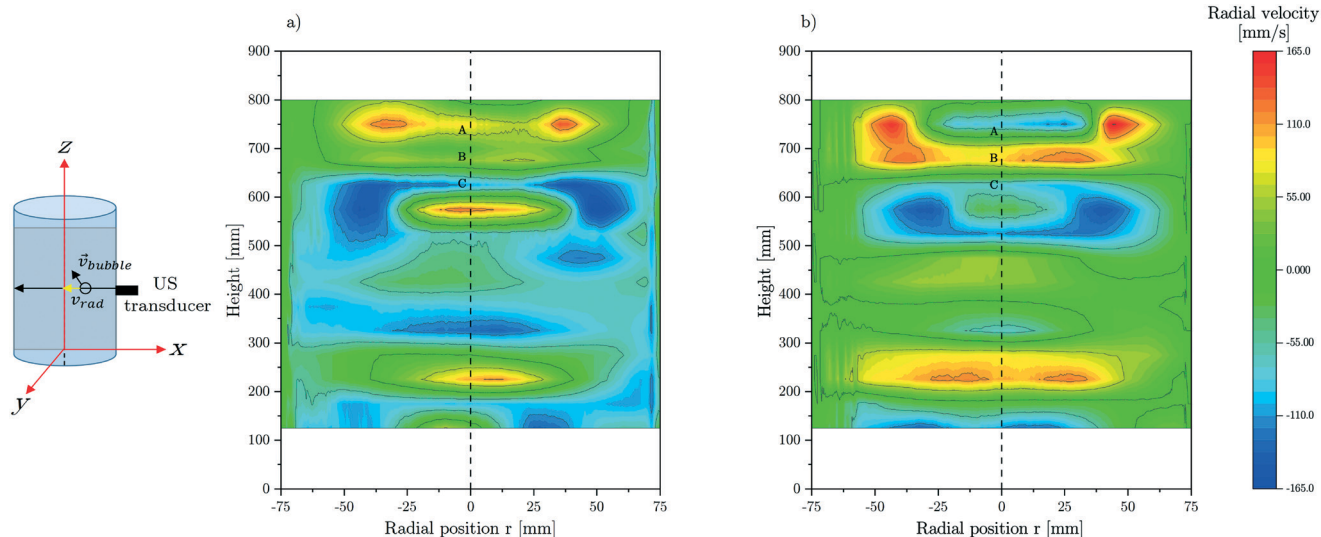 a)
b)
Radial velocity
[mm/s]
165.0
110.0
55.00
0.000
-55.00
-110.0
-165.0
z
v⃗bubble
vrad
US
transducer
x
y
Height [mm]
900
800
700
600
500
400
300
200
100
0
A
B
C
-75
-50
-25
0
25
50
75
Radial position r [mm]
Height [mm]
900
800
700
600
500
400
300
200
100
0
A
B
C
-75
-50
-25
0
25
50
75
Radial position r [mm]